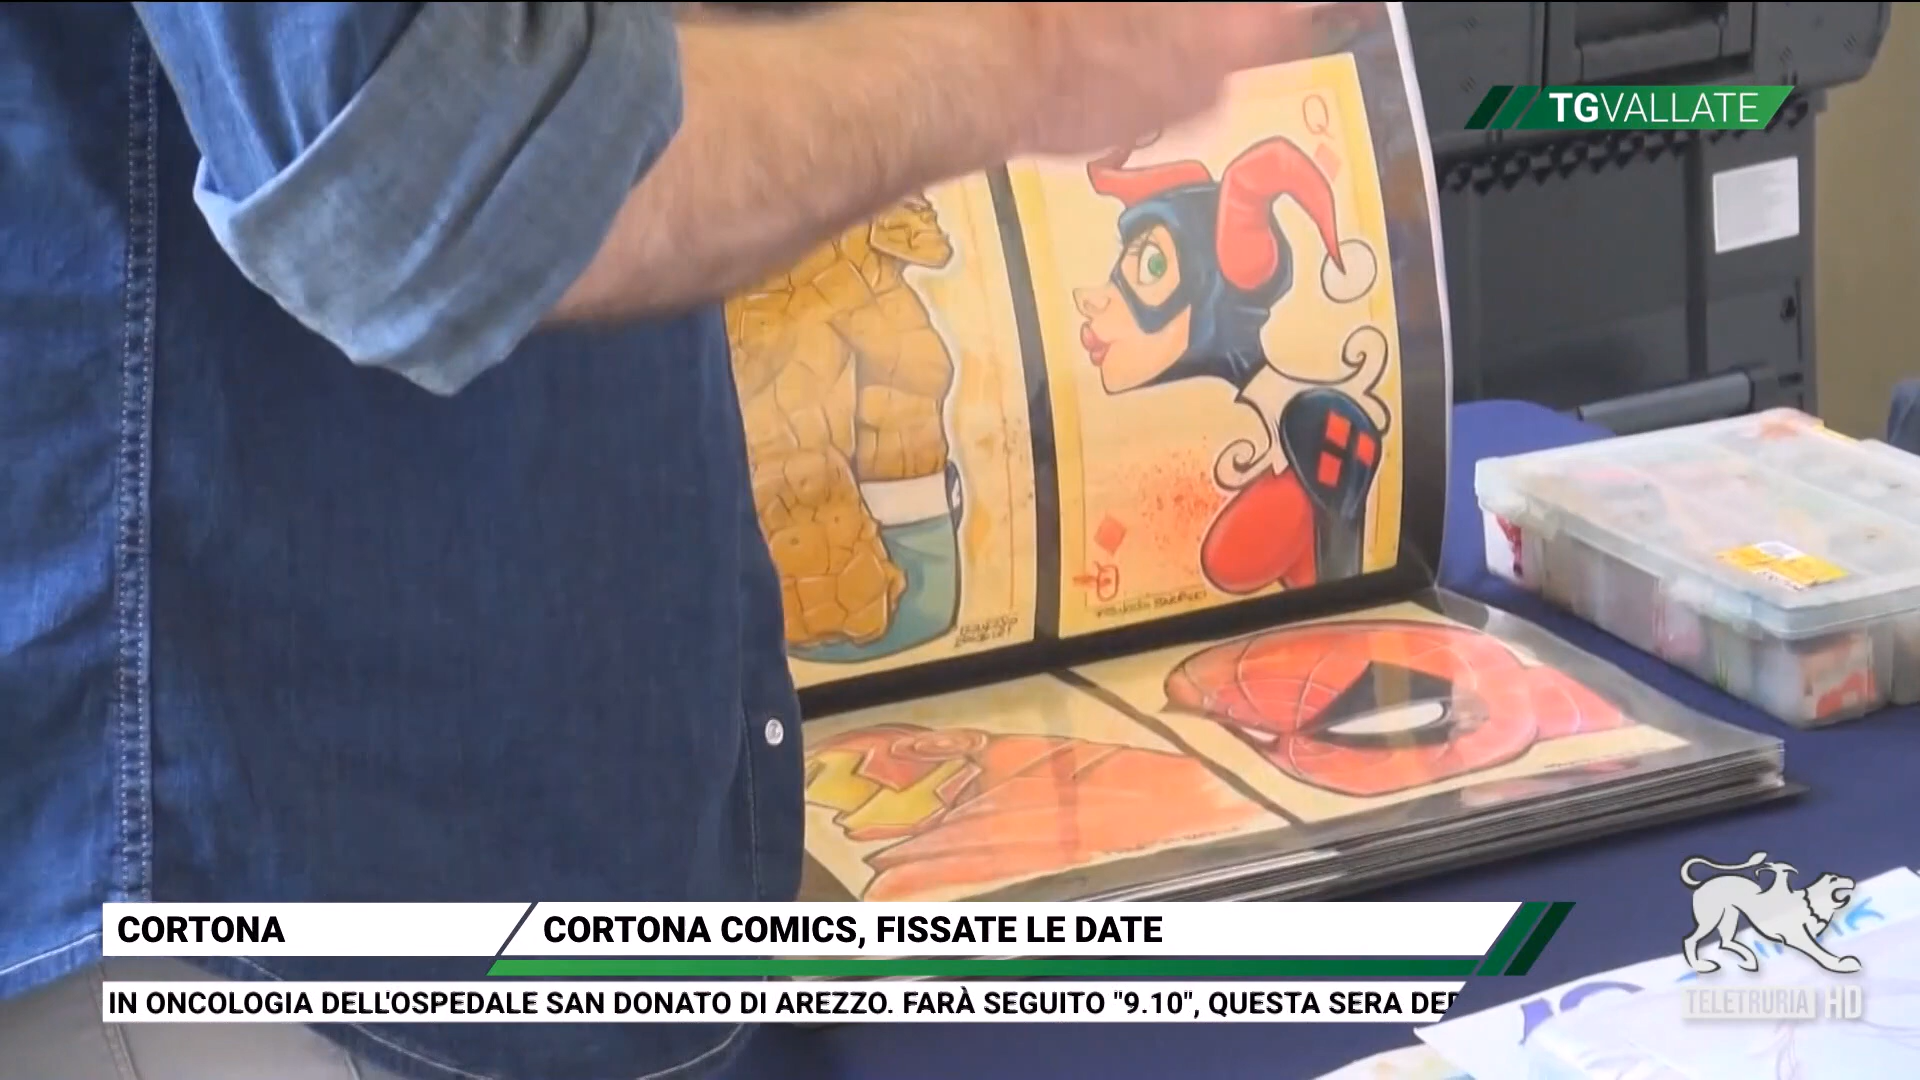 Q
TGVALLATE
Q
CORTONA
CORTONA COMICS, FISSATE LE DATE
IN ONCOLOGIA DELL'OSPEDALE SAN DONATO DI AREZZO. FARÀ SEGUITO "9.10", QUESTA SERA DED
TELETRURIA HD